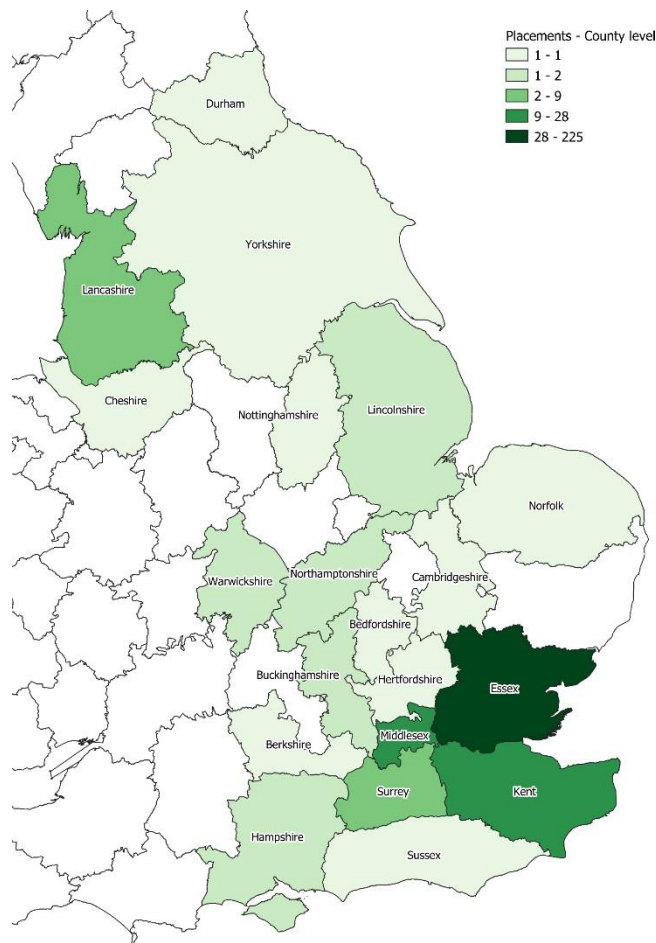 Placements - County level
1 - 1
1 - 2
2 - 9
9 - 28
28 - 225
Durham
Yorkshire
Lancashire
Cheshire
Nottinghamshire
Lincolnshire
Norfolk
Warwickshire
Northamptonshire
Cambridgeshire
Bedfordshire
Buckinghamshire
Hertfordshire
Essex
Middlesex
Berkshire
Surrey
Kent
Hampshire
Sussex